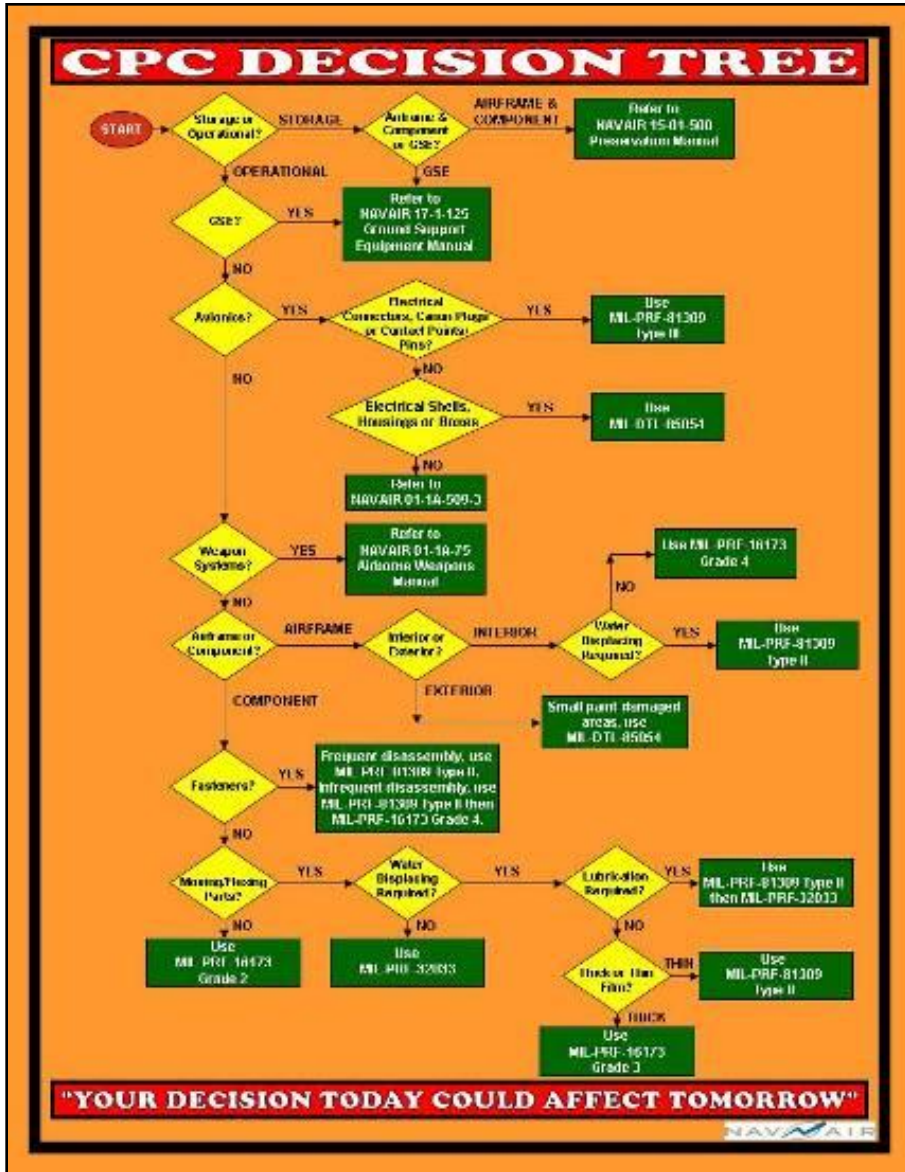 CPC DECISION TREE
START
Storage or
Operational?
STORAGE
Airframe &
Component
or GSE?
AIRFRAME &
COMPONENT
Refer to
NAVAIR 15-01-500
Preservation Manual
OPERATIONAL
GSE
GSE?
YES
Refer to
NAVAIR 17-1-125
Ground Support
Equipment Manual
NO
Avionics?
YES
Electrical
Connectors, Canon Plugs
or Contact Points/
Pins?
YES
Use
MIL-PRF-81309
Type III
NO
NO
Electrical Shells,
Housings or Boxes
YES
Use
MIL-DTL-85054
NO
Refer to
NAVAIR 01-1A-509-3
Weapon
Systems?
YES
Refer to
NAVAIR 01-1A-75
Airborne Weapons
Manual
Use MIL-PRF-16173
Grade 4
NO
NO
Airframe or
Component?
AIRFRAME
Interior or
Exterior?
INTERIOR
Water
Displacing
Required?
YES
Use
MIL-PRF-81309
Type II
COMPONENT
EXTERIOR
Small paint damaged
areas, use
MIL-DTL-85054
Fasteners?
YES
Frequent disassembly, use
MIL-PRF-81309 Type II.
Infrequent disassembly, use
MIL-PRF-81309 Type II then
MIL-PRF-16173 Grade 4.
NO
Moving/Flexing
Parts?
YES
Water
Displacing
Required?
YES
Lubrication
Required?
YES
Use
MIL-PRF-81309 Type II
then MIL-PRF-32033
NO
Use
MIL-PRF-16173
Grade 2
NO
Use
MIL-PRF-32033
NO
Thick or Thin
Film?
THIN
Use
MIL-PRF-81309
Type II
THICK
Use
MIL-PRF-16173
Grade 3
"YOUR DECISION TODAY COULD AFFECT TOMORROW"
NAVAIR